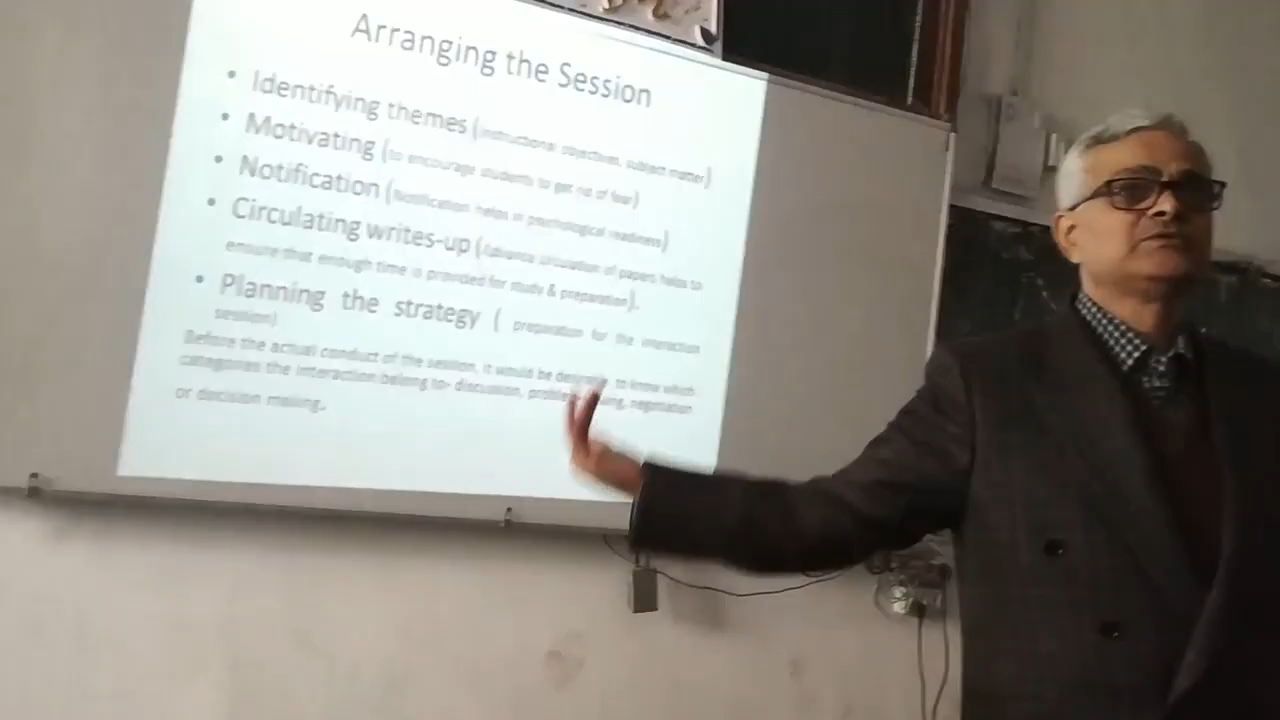 Arranging the Session
• Identifying themes (instructional objectives, subject matter)
• Motivating (to encourage students to get rid of fear)
• Notification (Notification helps in psychological readiness)
• Circulating writes-up (Advance circulation of papers helps to
ensure that enough time is provided for study & preparation).
• Planning the strategy ( preparation for the interaction
session)
Before the actual conduct of the session, it would be to know which
categories the interaction belong to- discussion, negotiation
or decision making.